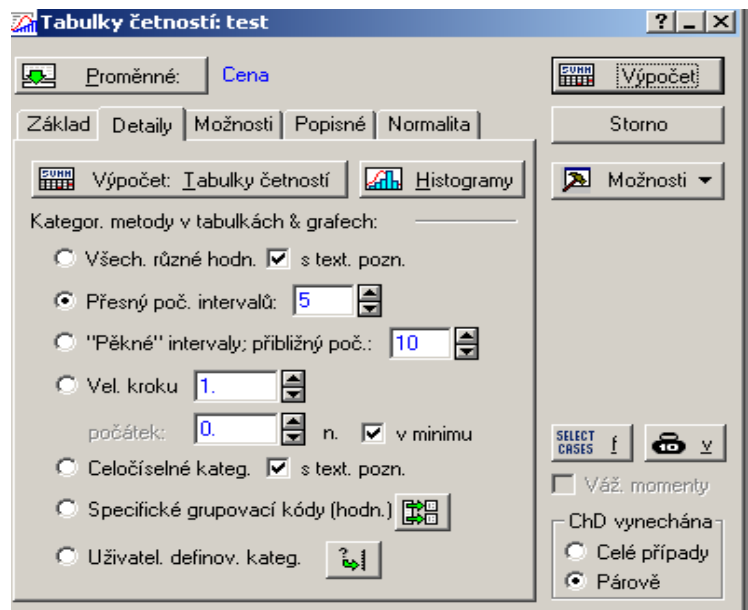 Tabulky četností: test
Proměnné: Cena
Výpočet
Základ Detaily Možnosti Popisné Normalita
Storno
Výpočet: Tabulky četností Histogramy
Možnosti
Kategor. metody v tabulkách & grafech:
Všech. různé hodn. s text. pozn.
Přesný poč. intervalů: 5
"Pěkné" intervaly; přibližný poč.: 10
Vel. kroku 1.
počátek: 0. n. v minimu
SELECT CASES f v
Celočíselné kateg. s text. pozn.
Váž. momenty
Specifické grupovací kódy (hodn.)
ChD vynechána
Celé případy
Uživatel. definov. kateg.
Párově